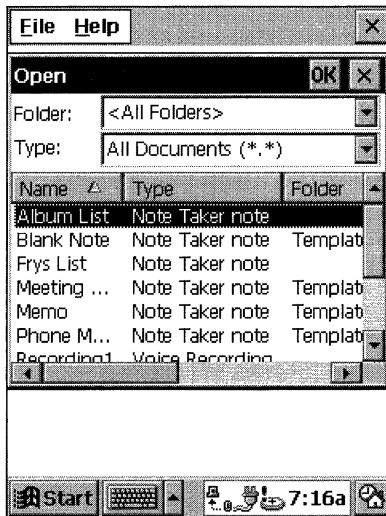 File Help
Open OK
Folder: <All Folders>
Type: All Documents (*.*)
Name Type Folder
Album List Note Taker note
Blank Note Note Taker note Templat
Frys List Note Taker note
Meeting ... Note Taker note Templat
Memo Note Taker note Templat
Phone M... Note Taker note Templat
Recording1 Voice Recording
Start 7:16a